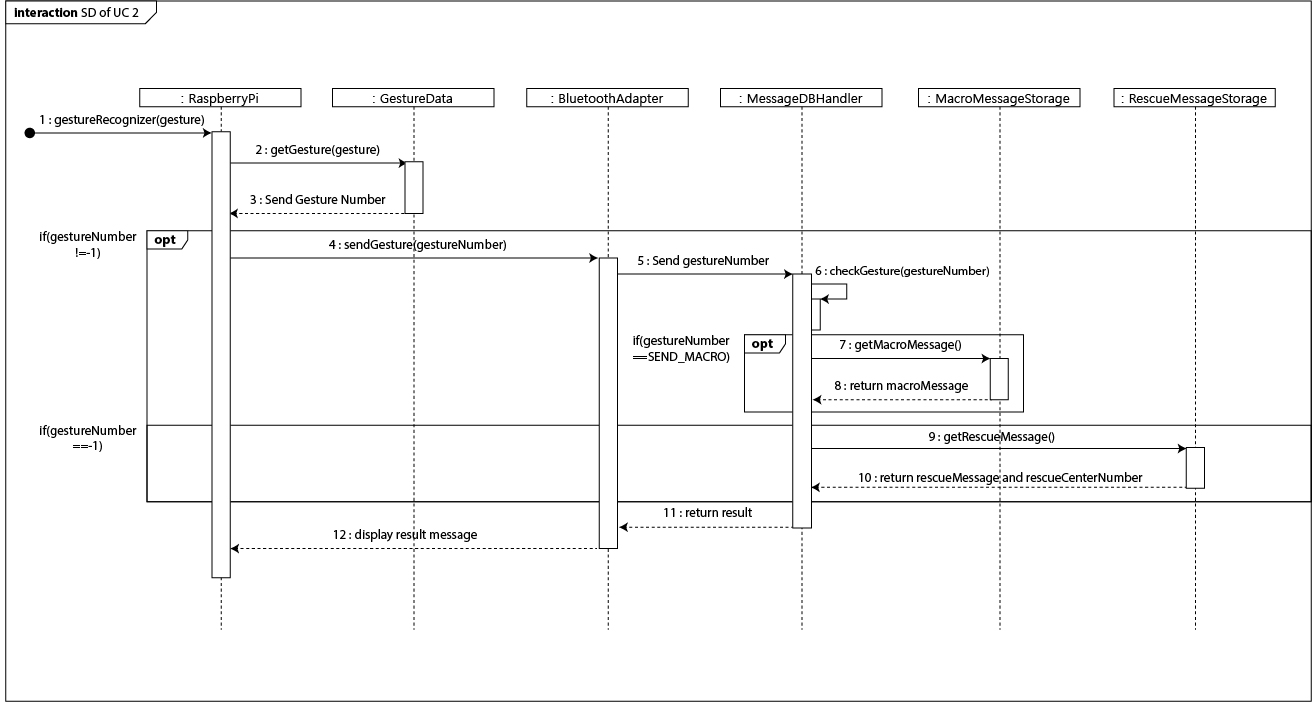 interaction SD of UC 2
: RaspberryPi
: GestureData
: BluetoothAdapter
: MessageDBHandler
: MacroMessageStorage
: RescueMessageStorage
1 : gestureRecognizer(gesture)
2 : getGesture(gesture)
3 : Send Gesture Number
if(gestureNumber
!=-1)
opt
4 : sendGesture(gestureNumber)
5 : Send gestureNumber
6 : checkGesture(gestureNumber)
if(gestureNumber
==SEND_MACRO)
opt
7 : getMacroMessage()
8 : return macroMessage
if(gestureNumber
==-1)
9 : getRescueMessage()
10 : return rescueMessage and rescueCenterNumber
11 : return result
12 : display result message